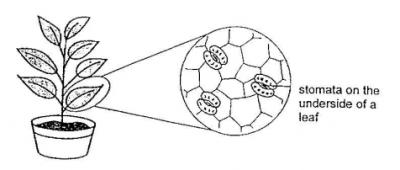 stomata on the
underside of a
leaf